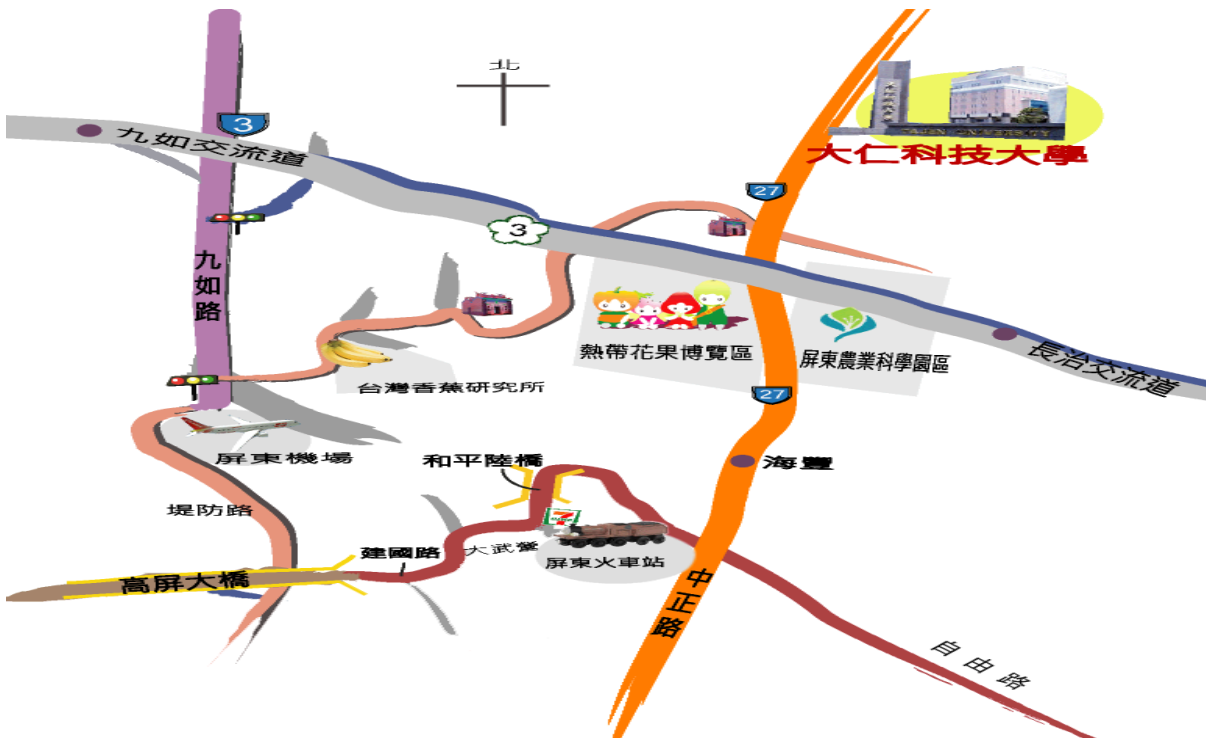 北
3
九如交流道
TAJEN UNIVERSITY
大仁科技大學
27
3
九如路
熱帶花果博覽區
屏東農業科學園區
長治交流道
台灣香蕉研究所
27
屏東機場
和平陸橋
海豐
堤防路
7
建國路
大武營
屏東火車站
高屏大橋
中正路
自由路